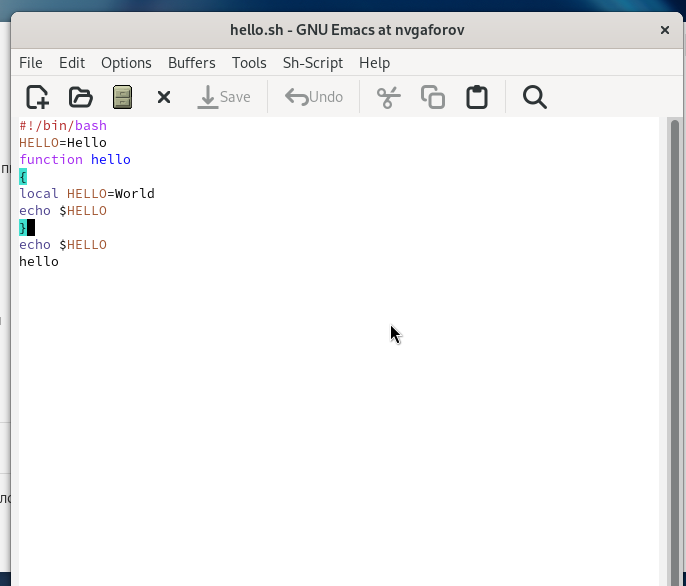 hello.sh - GNU Emacs at nvgaforov
File Edit Options Buffers Tools Sh-Script Help
Save Undo
#!/bin/bash
HELLO=Hello
function hello
{
local HELLO=World
echo $HELLO
}
echo $HELLO
hello